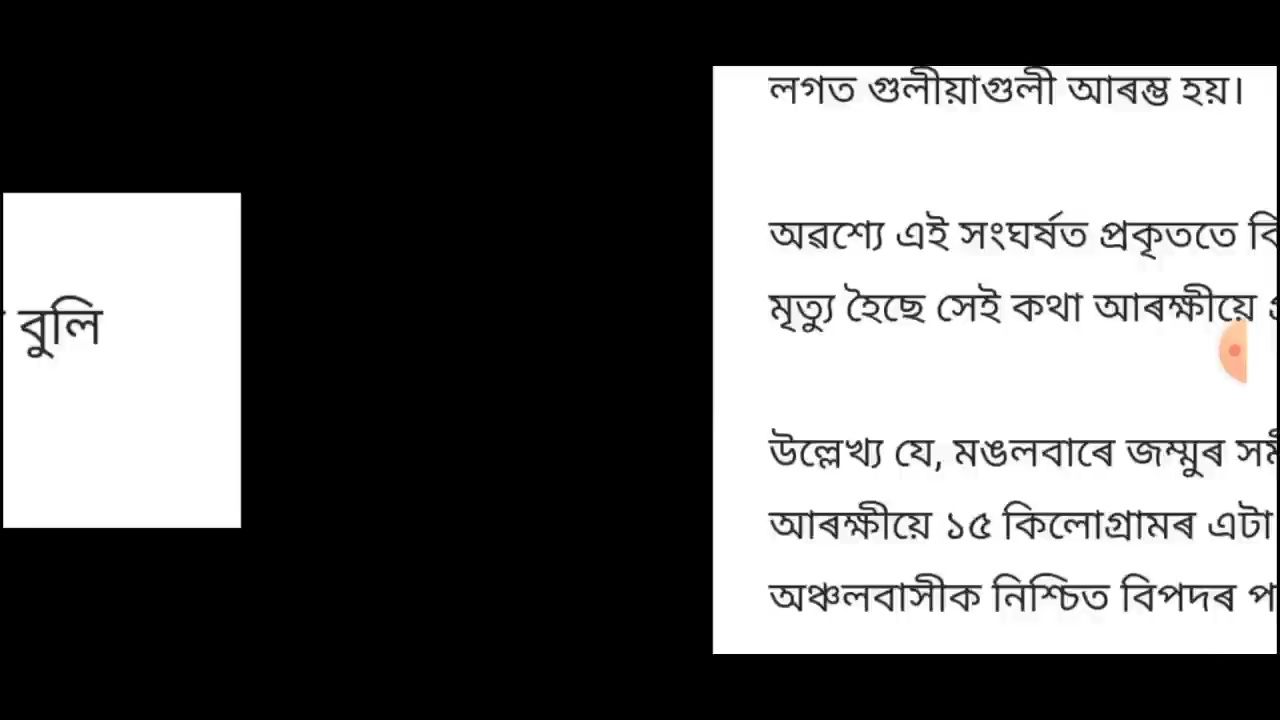 বুলি
লগত গুলীয়াগুলী আৰম্ভ হয়।
অৱশ্যে এই সংঘৰ্ষত প্ৰকৃততে
মৃত্যু হৈছে সেই কথা আৰক্ষীয়ে
উল্লেখ্য যে, মঙলবাৰে জম্মুৰ
আৰক্ষীয়ে ১৫ কিলোগ্ৰামৰ এটা
অঞ্চলবাসীক নিশ্চিত বিপদৰ